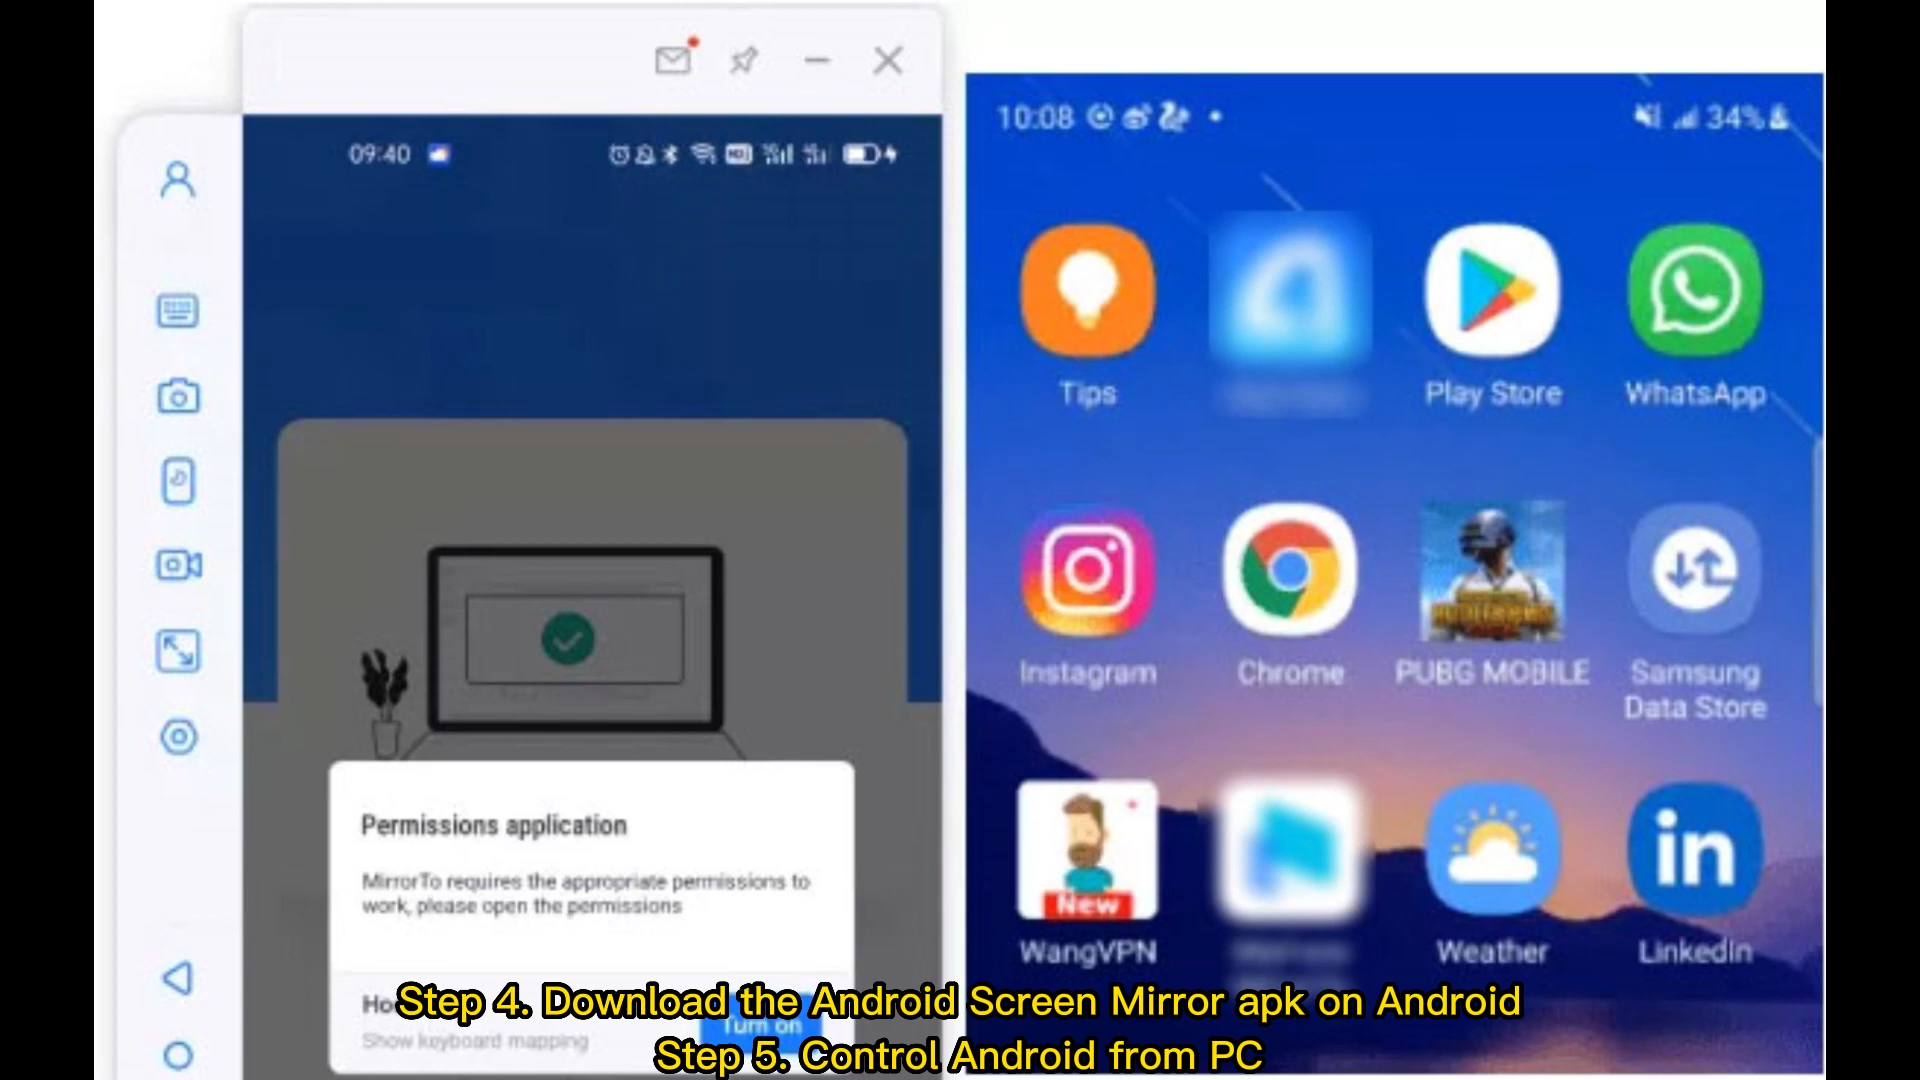 09:40
Permissions application
MirrorTo requires the appropriate permissions to
work, please open the permissions
Turn on
Show keyboard mapping
10:08
34%
Tips
Play Store
WhatsApp
Instagram
Chrome
PUBG MOBILE
Samsung
Data Store
New
WangVPN
Weather
in
LinkedIn
Step 4. Download the Android Screen Mirror apk on Android
Step 5. Control Android from PC